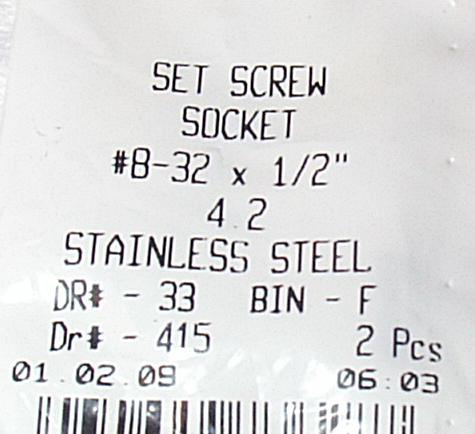 SET SCREW
SOCKET
#8-32 x 1/2"
4.2
STAINLESS STEEL
DR# - 33 BIN - F
Dr# - 415 2 Pcs
01.02.09 06:03